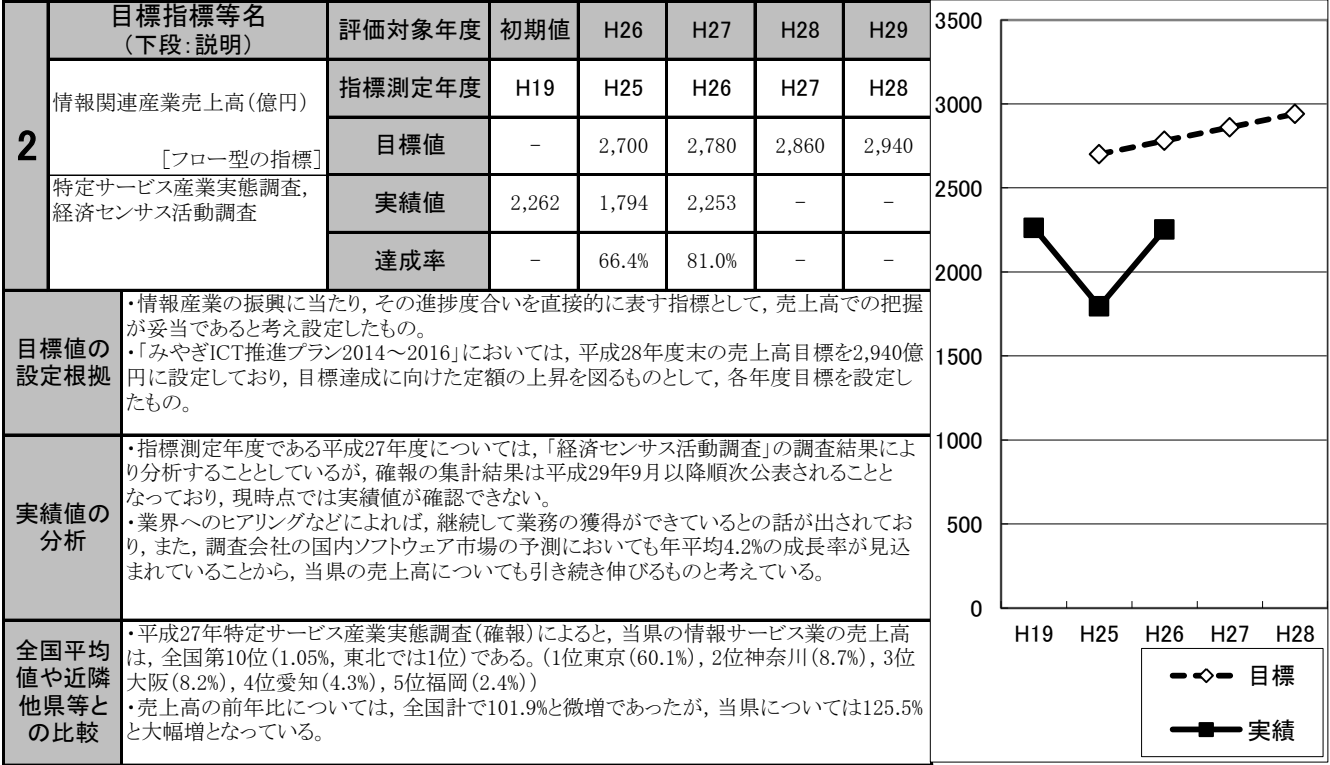 2
目標指標等名
（下段：説明）
評価対象年度 初期値 H26 H27 H28 H29
情報関連産業売上高（億円）
［フロー型の指標］
指標測定年度 H19 H25 H26 H27 H28
目標値 － 2,700 2,780 2,860 2,940
特定サービス産業実態調査，
経済センサス活動調査
実績値 2,262 1,794 2,253 － －
達成率 － 66.4% 81.0% － －
目標値の
設定根拠
・情報産業の振興に当たり，その進捗度合いを直接的に表す指標として，売上高での把握
が妥当であると考え設定したもの。
・「みやぎICT推進プラン2014～2016」においては，平成28年度末の売上高目標を2,940億
円に設定しており，目標達成に向けた定額の上昇を図るものとして，各年度目標を設定し
たもの。
実績値の
分析
・指標測定年度である平成27年度については，「経済センサス活動調査」の調査結果によ
り分析することとしているが，確報の集計結果は平成29年9月以降順次公表されることと
なっており，現時点では実績値が確認できない。
・業界へのヒアリングなどによれば，継続して業務の獲得ができているとの話が出されてお
り，また，調査会社の国内ソフトウェア市場の予測においても年平均4.2%の成長率が見込
まれていることから，当県の売上高についても引き続き伸びるものと考えている。
全国平均
値や近隣
他県等と
の比較
・平成27年特定サービス産業実態調査（確報）によると，当県の情報サービス業の売上高
は，全国第10位（1.05%，東北では1位）である。（1位東京（60.1%），2位神奈川（8.7%），3位
大阪（8.2%），4位愛知（4.3%），5位福岡（2.4%））
・売上高の前年比については，全国計で101.9%と微増であったが，当県については125.5%
と大幅増となっている。
3500
3000
2500
2000
1500
1000
500
0
H19 H25 H26 H27 H28
目標
実績